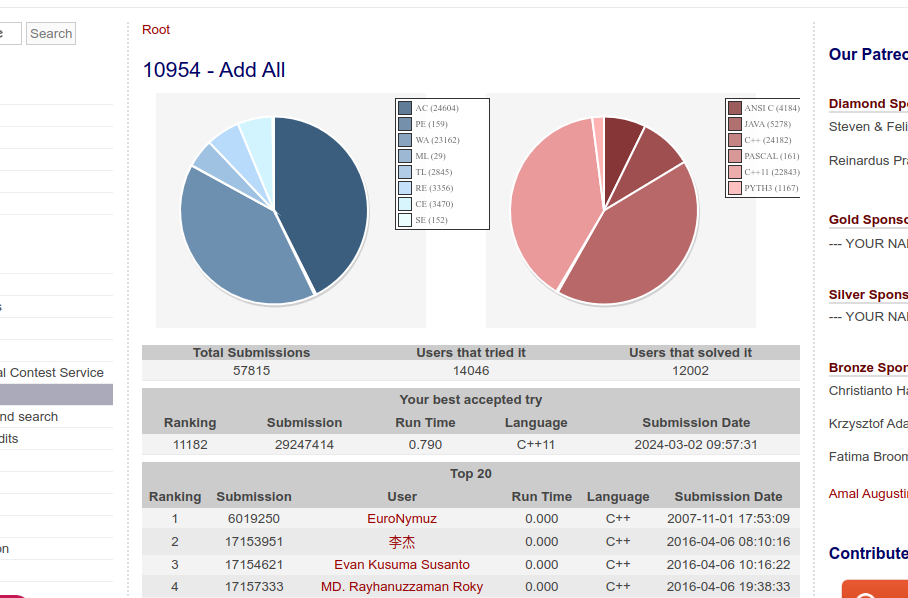 e Search
Root
10954 - Add All
AC (24604)
PE (159)
WA (23162)
ML (29)
TL (2845)
RE (3356)
CE (3470)
SE (152)
ANSI C (4184)
JAVA (5278)
C++ (24182)
PASCAL (161)
C++11 (22843)
PYTH3 (1167)
Total Submissions Users that tried it Users that solved it
57815 14046 12002
Your best accepted try
Ranking Submission Run Time Language Submission Date
11182 29247414 0.790 C++11 2024-03-02 09:57:31
Top 20
Ranking Submission User Run Time Language Submission Date
1 6019250 EuroNymuz 0.000 C++ 2007-11-01 17:53:09
2 17153951 李杰 0.000 C++ 2016-04-06 08:10:16
3 17154621 Evan Kusuma Susanto 0.000 C++ 2016-04-06 10:16:22
4 17157333 MD. Rayhanuzzaman Roky 0.000 C++ 2016-04-06 19:38:33
s
al Contest Service
nd search
dits
on
Our Patreo
Diamond Spo
Steven & Feli
Reinardus Pra
Gold Sponso
--- YOUR NA
Silver Spons
--- YOUR NA
Bronze Spor
Christianto Ha
Krzysztof Ada
Fatima Broom
Amal Augusti
Contribute